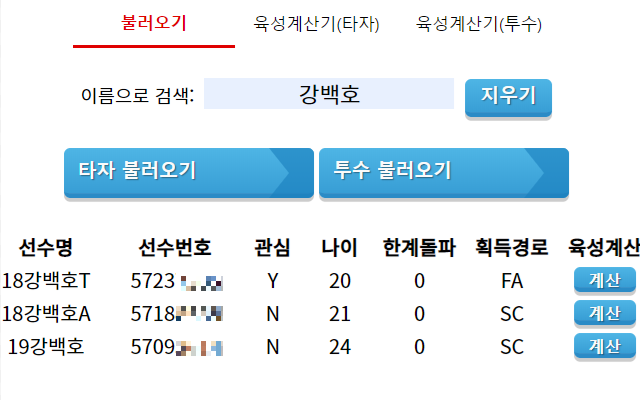 불러오기 육성계산기(타자) 육성계산기(투수)
이름으로 검색: 강백호 지우기
타자 불러오기 투수 불러오기
선수명 선수번호 관심 나이 한계돌파 획득경로 육성계산
18강백호T 5723 Y 20 0 FA 계산
18강백호A 5718 N 21 0 SC 계산
19강백호 5709 N 24 0 SC 계산